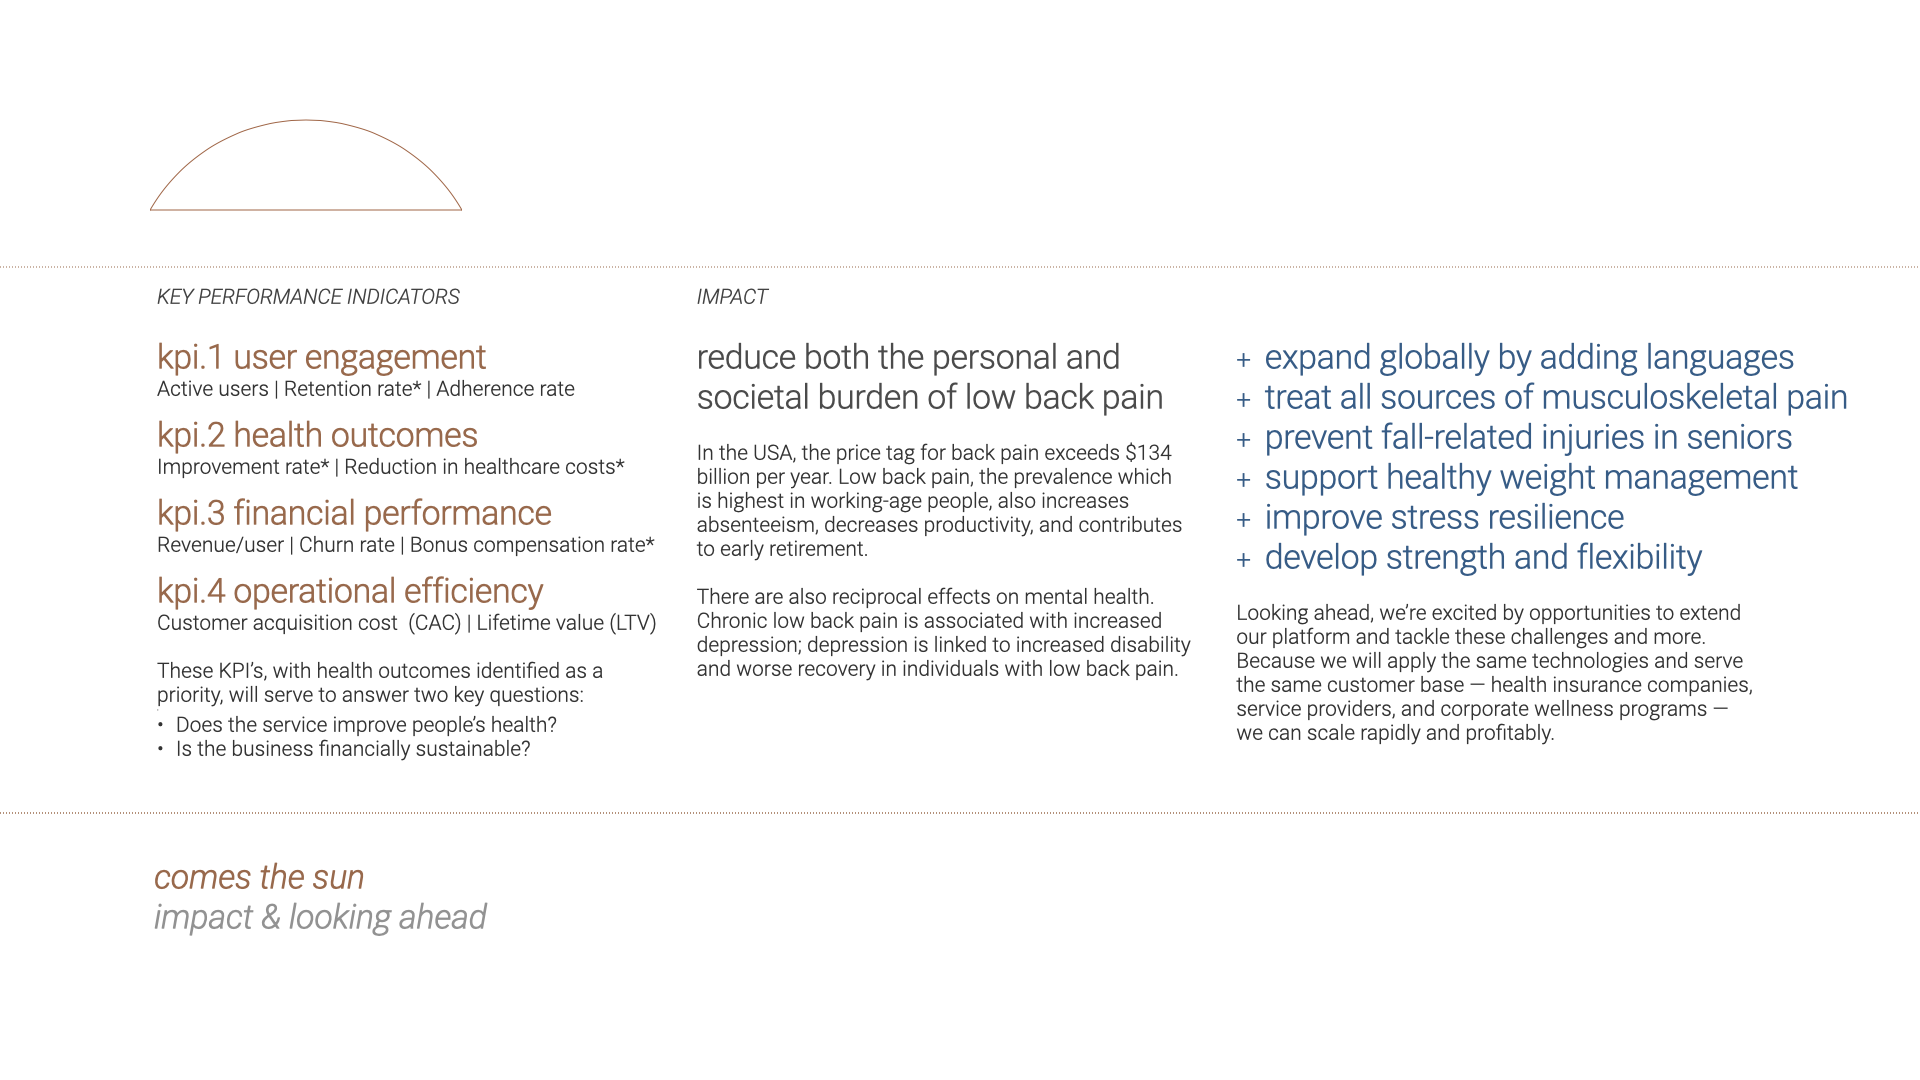 KEY PERFORMANCE INDICATORS
kpi.1 user engagement
Active users | Retention rate* | Adherence rate
kpi.2 health outcomes
Improvement rate* | Reduction in healthcare costs*
kpi.3 financial performance
Revenue/user | Churn rate | Bonus compensation rate*
kpi.4 operational efficiency
Customer acquisition cost (CAC) | Lifetime value (LTV)
These KPI's, with health outcomes identified as a
priority, will serve to answer two key questions:
• Does the service improve people's health?
• Is the business financially sustainable?
IMPACT
reduce both the personal and
societal burden of low back pain
In the USA, the price tag for back pain exceeds $134
billion per year. Low back pain, the prevalence which
is highest in working-age people, also increases
absenteeism, decreases productivity, and contributes
to early retirement.
There are also reciprocal effects on mental health.
Chronic low back pain is associated with increased
depression; depression is linked to increased disability
and worse recovery in individuals with low back pain.
+ expand globally by adding languages
+ treat all sources of musculoskeletal pain
+ prevent fall-related injuries in seniors
+ support healthy weight management
+ improve stress resilience
+ develop strength and flexibility
Looking ahead, we're excited by opportunities to extend
our platform and tackle these challenges and more.
Because we will apply the same technologies and serve
the same customer base — health insurance companies,
service providers, and corporate wellness programs —
we can scale rapidly and profitably.
comes the sun
impact & looking ahead